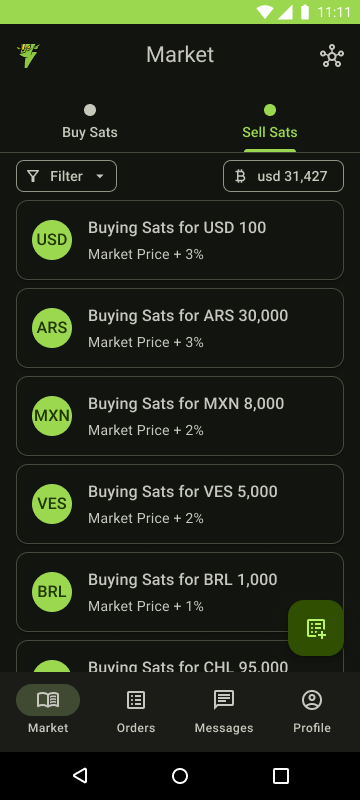 11:11
Market
Buy Sats
Sell Sats
Filter
usd 31,427
USD
Buying Sats for USD 100
Market Price + 3%
ARS
Buying Sats for ARS 30,000
Market Price + 3%
MXN
Buying Sats for MXN 8,000
Market Price + 2%
VES
Buying Sats for VES 5,000
Market Price + 2%
BRL
Buying Sats for BRL 1,000
Market Price + 1%
Buying Sats for CHL 95,000
Market
Orders
Messages
Profile